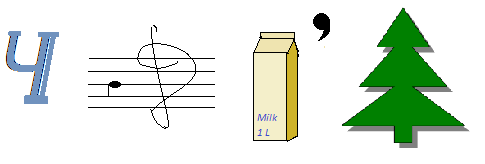 Ч ,
Milk
1 L